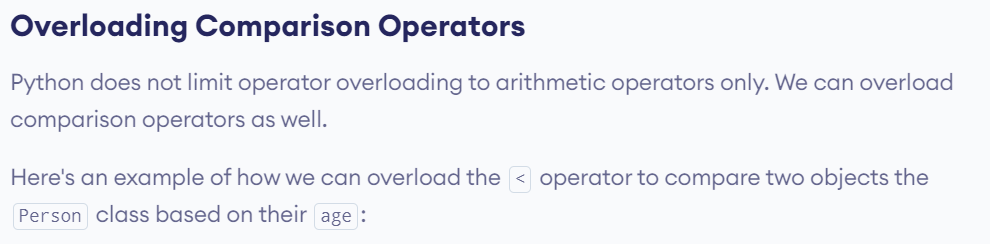 Overloading Comparison Operators
Python does not limit operator overloading to arithmetic operators only. We can overload
comparison operators as well.
Here's an example of how we can overload the < operator to compare two objects the
Person class based on their age :